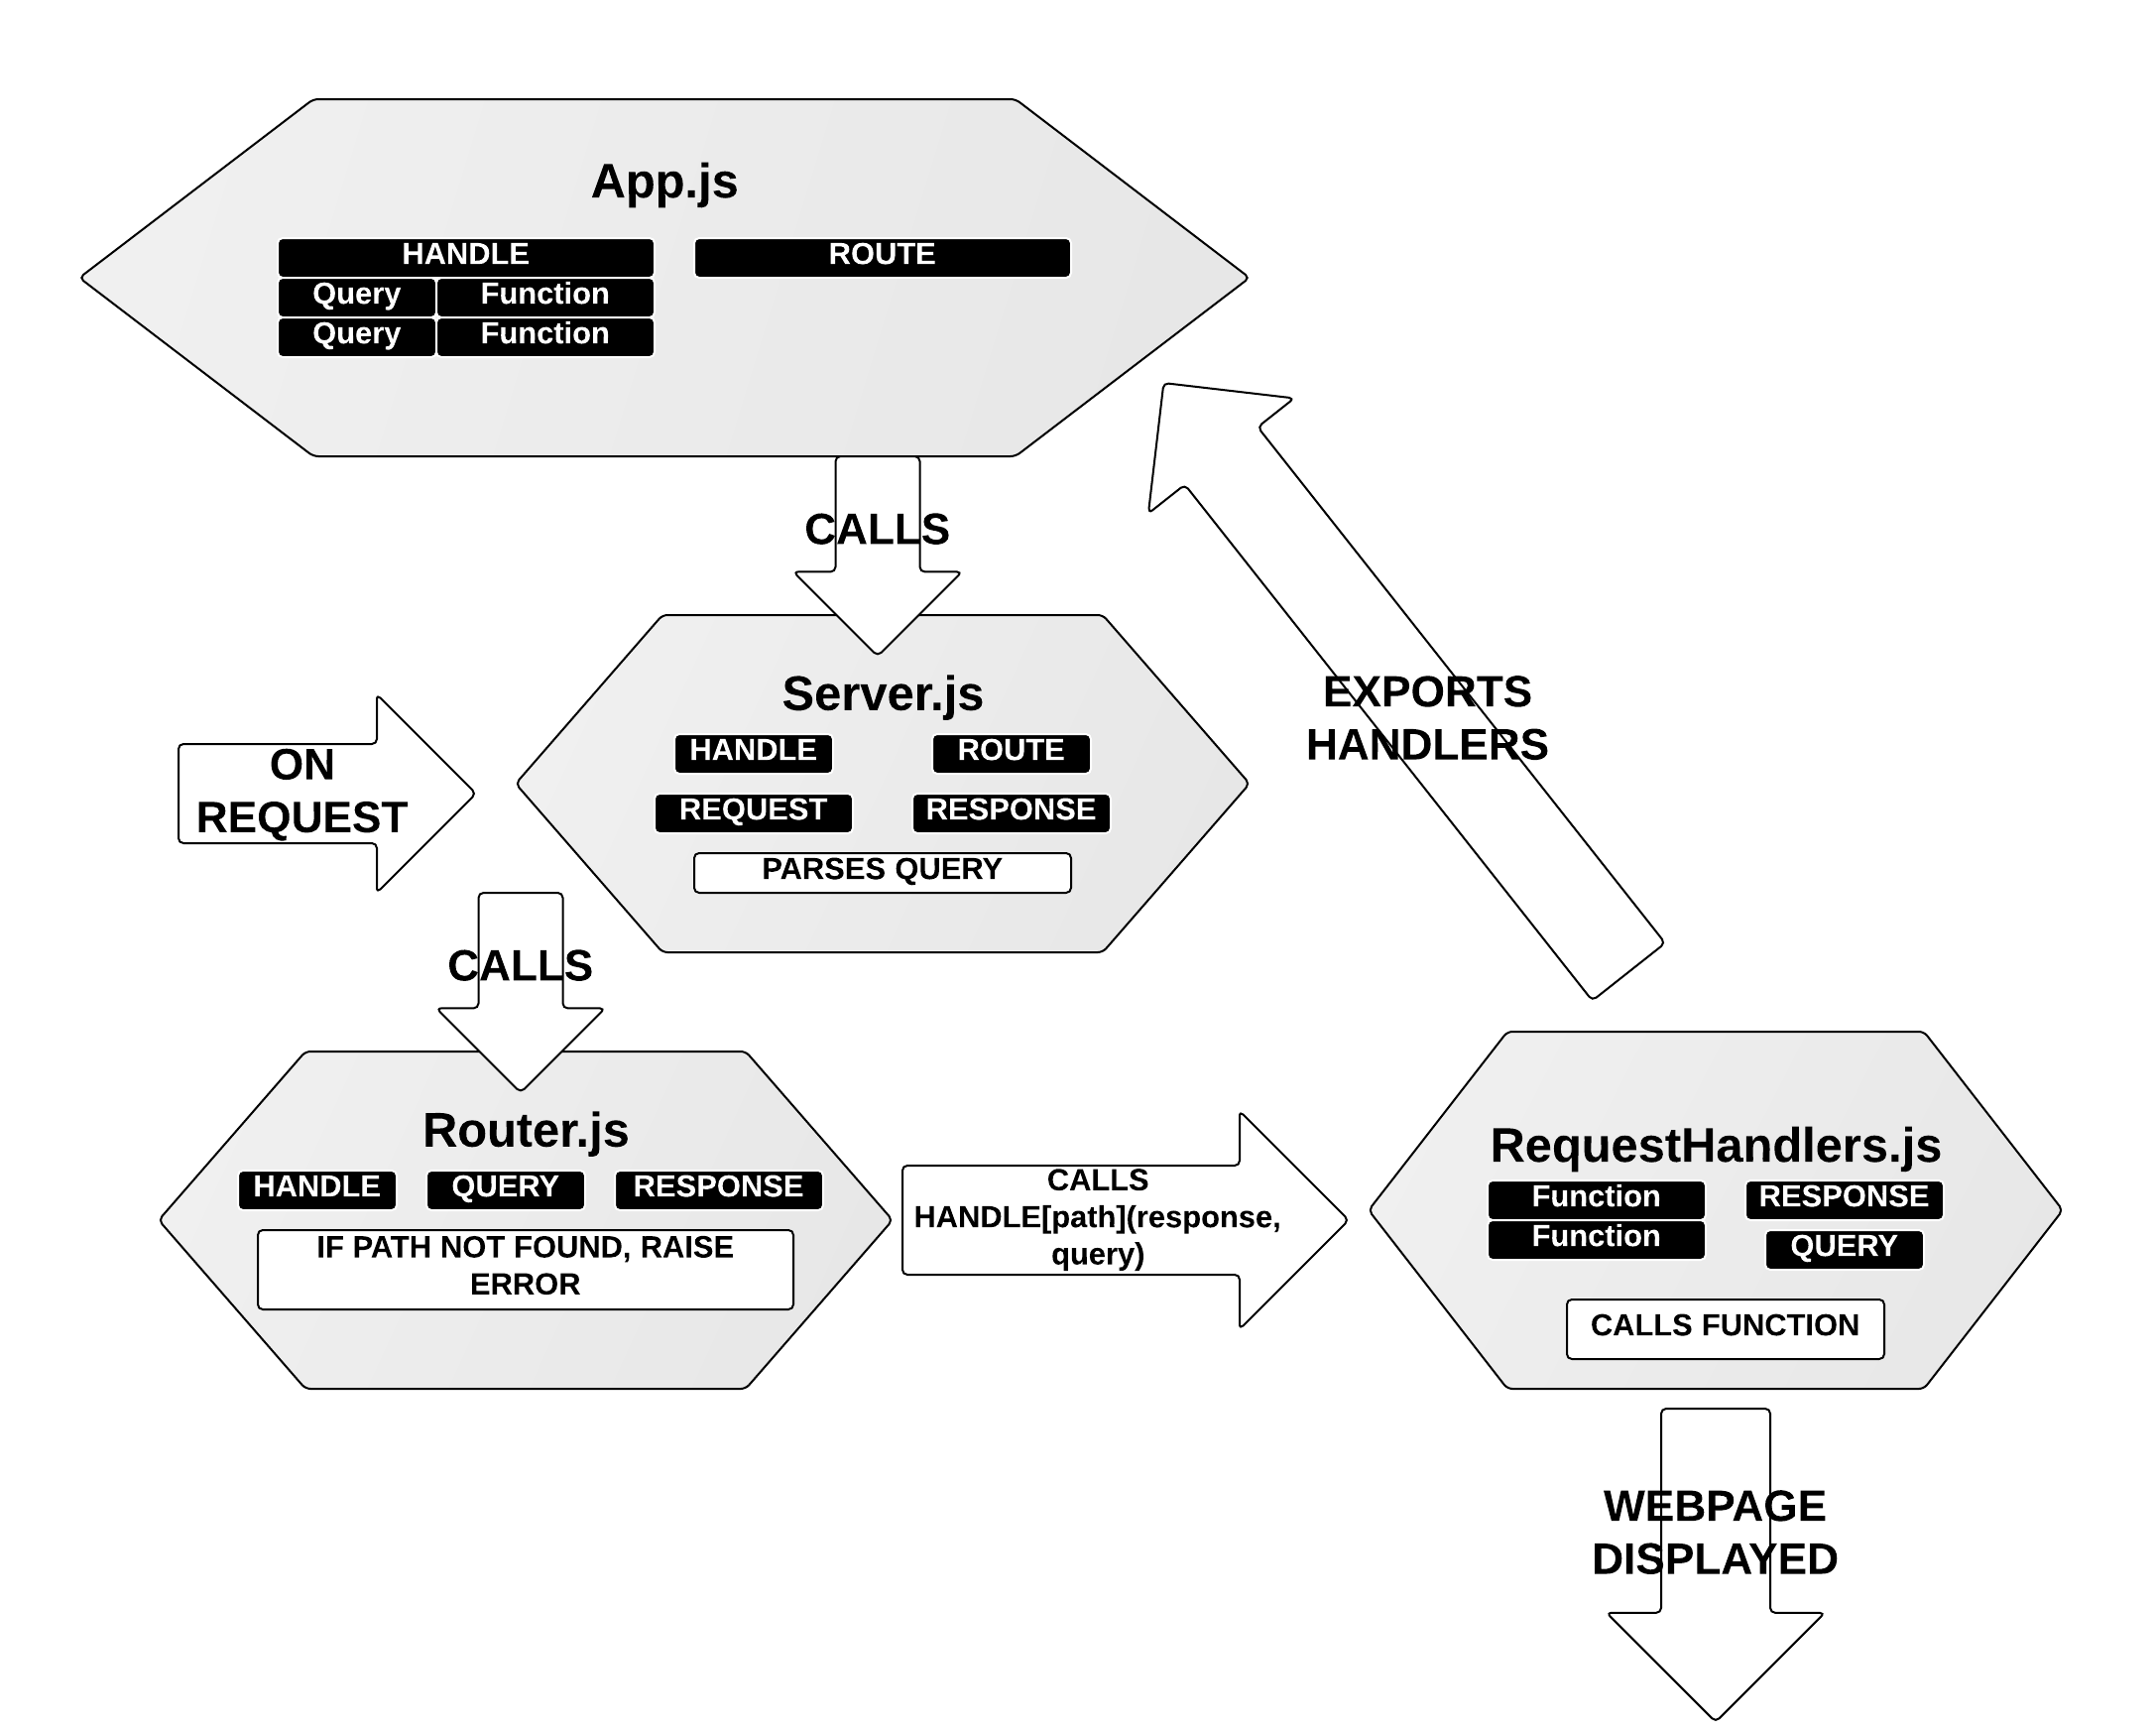 App.js
HANDLE
ROUTE
Query
Function
Query
Function
CALLS
Server.js
HANDLE
ROUTE
REQUEST
RESPONSE
PARSES QUERY
ON
REQUEST
EXPORTS
HANDLERS
CALLS
Router.js
HANDLE
QUERY
RESPONSE
IF PATH NOT FOUND, RAISE
ERROR
CALLS
HANDLE[path](response,
query)
RequestHandlers.js
Function
RESPONSE
Function
QUERY
CALLS FUNCTION
WEBPAGE
DISPLAYED